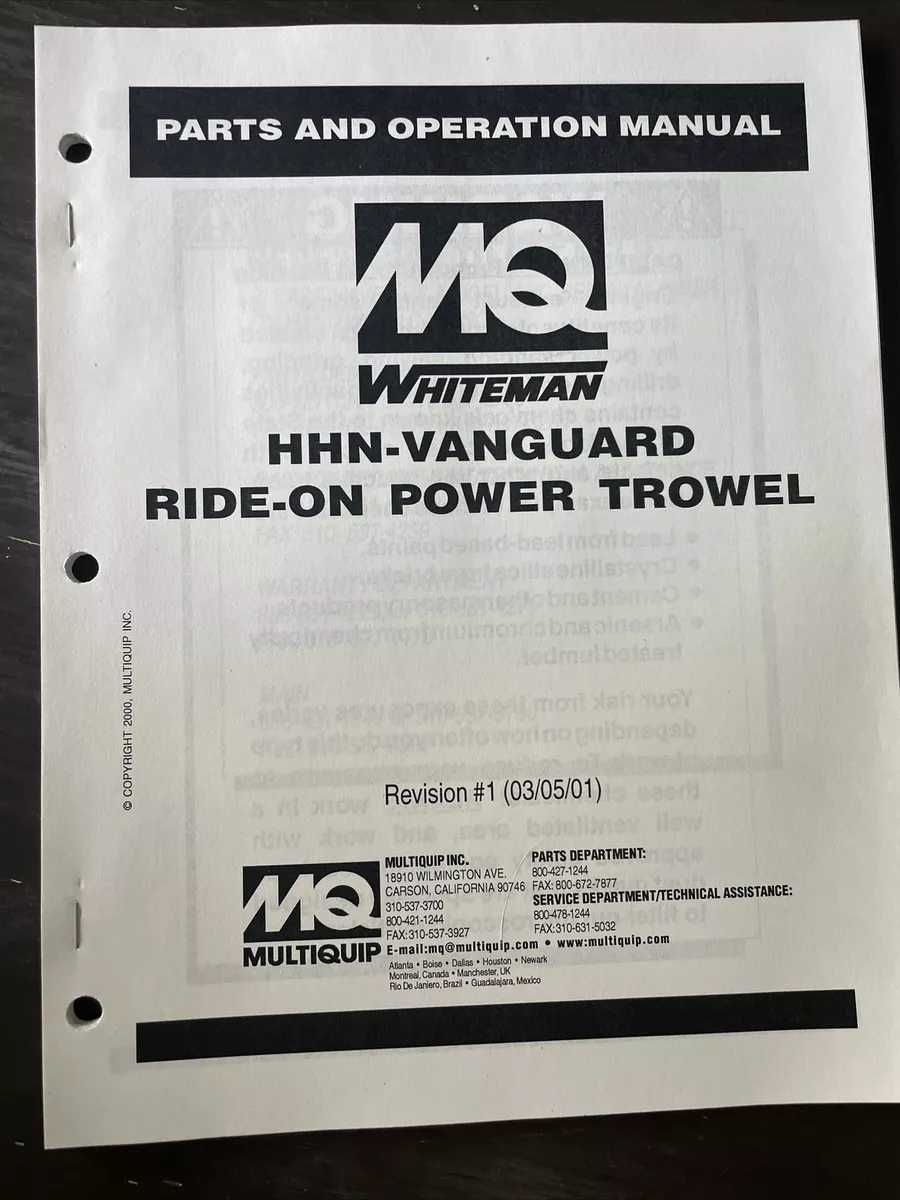 PARTS AND OPERATION MANUAL
MQ
WHITEMAN
HHN-VANGUARD
RIDE-ON POWER TROWEL
© COPYRIGHT 2000, MULTIQUIP INC.
Revision #1 (03/05/01)
MQ
MULTIQUIP
MULTIQUIP INC.
18910 WILMINGTON AVE.
CARSON, CALIFORNIA 90746
310-537-3700
800-421-1244
FAX:310-537-3927
PARTS DEPARTMENT:
800-427-1244
FAX: 800-672-7877
SERVICE DEPARTMENT/TECHNICAL ASSISTANCE:
800-478-1244
FAX:310-631-5032
E-mail:mq@multiquip.com • www:multiquip.com
Atlanta • Boise • Dallas • Houston • Newark
Montreal, Canada • Manchester, UK
Rio De Janiero, Brazil • Guadalajara, Mexico